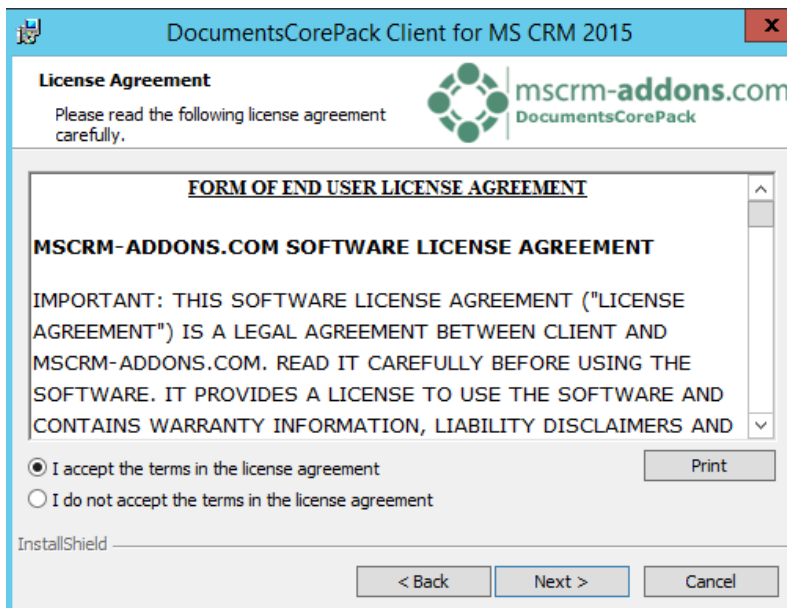 DocumentsCorePack Client for MS CRM 2015
x
License Agreement
Please read the following license agreement
carefully.
mscrm-addons.com
DocumentsCorePack
FORM OF END USER LICENSE AGREEMENT
MSCRM-ADDONS.COM SOFTWARE LICENSE AGREEMENT
IMPORTANT: THIS SOFTWARE LICENSE AGREEMENT ("LICENSE
AGREEMENT") IS A LEGAL AGREEMENT BETWEEN CLIENT AND
MSCRM-ADDONS.COM. READ IT CAREFULLY BEFORE USING THE
SOFTWARE. IT PROVIDES A LICENSE TO USE THE SOFTWARE AND
CONTAINS WARRANTY INFORMATION, LIABILITY DISCLAIMERS AND
I accept the terms in the license agreement
Print
I do not accept the terms in the license agreement
InstallShield
< Back
Next >
Cancel